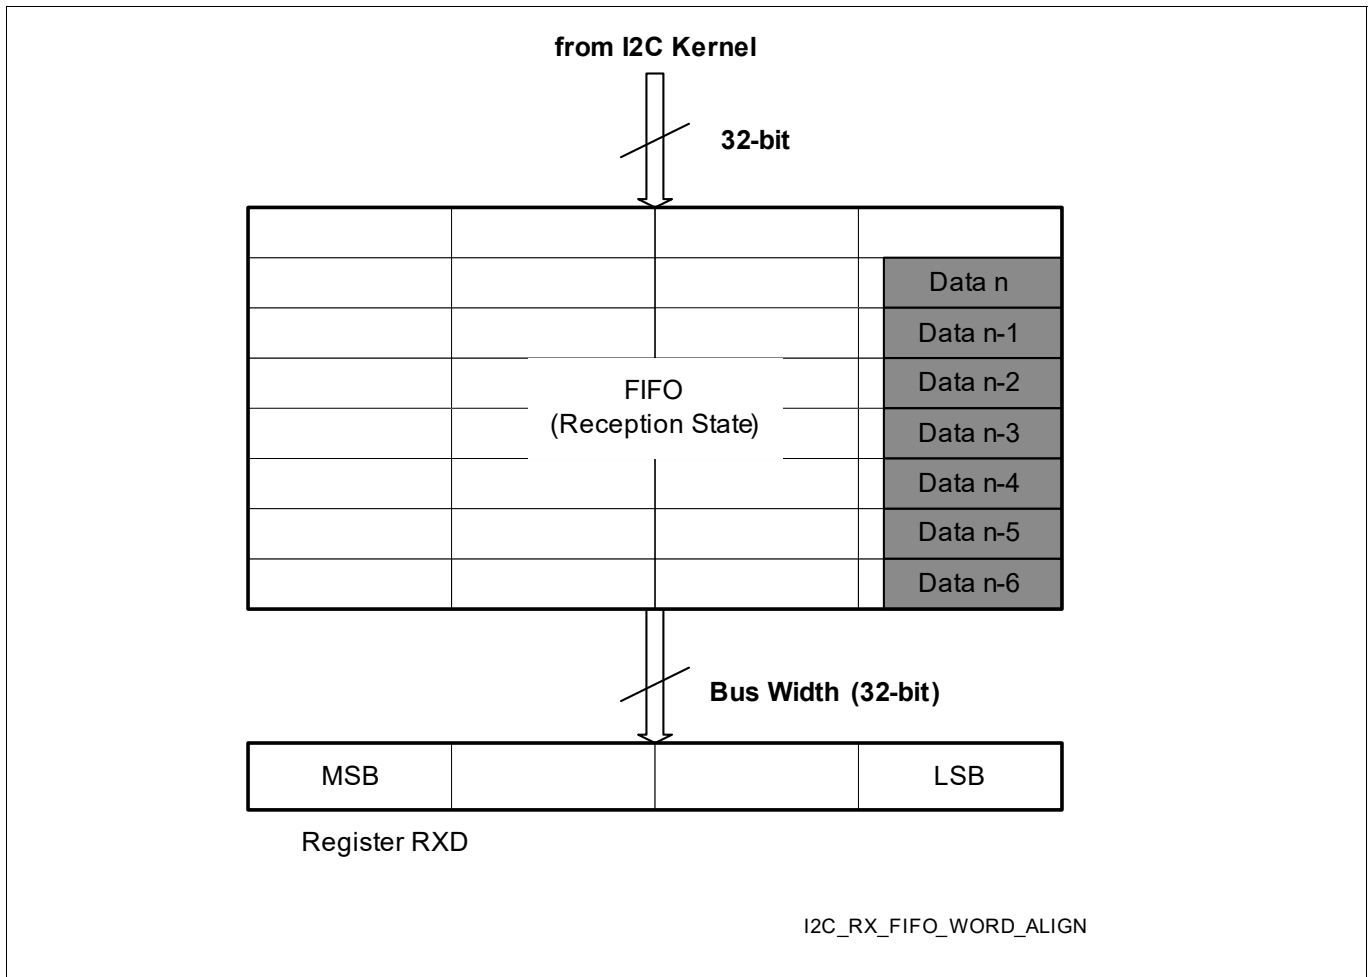 from I2C Kernel
32-bit
Data n
Data n-1
Data n-2
FIFO
(Reception State)
Data n-3
Data n-4
Data n-5
Data n-6
Bus Width (32-bit)
MSB
LSB
Register RXD
I2C_RX_FIFO_WORD_ALIGN